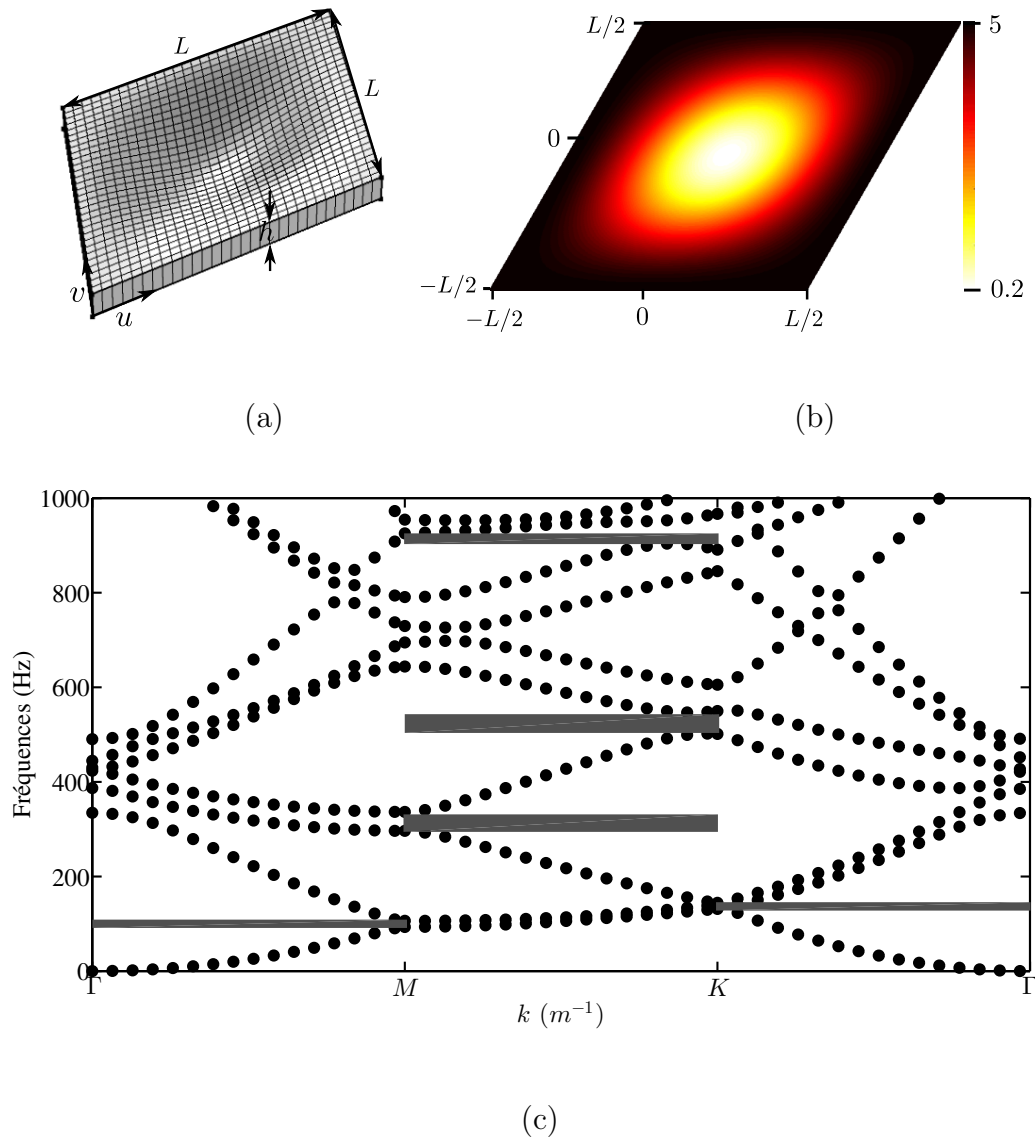 L
L
h
v
u
(a)
L/2
0
−L/2
−L/2
0
L/2
5
0.2
(b)
1000
800
600
400
200
0
Fréquences (Hz)
Γ
M
K
Γ
k (m⁻¹)
(c)